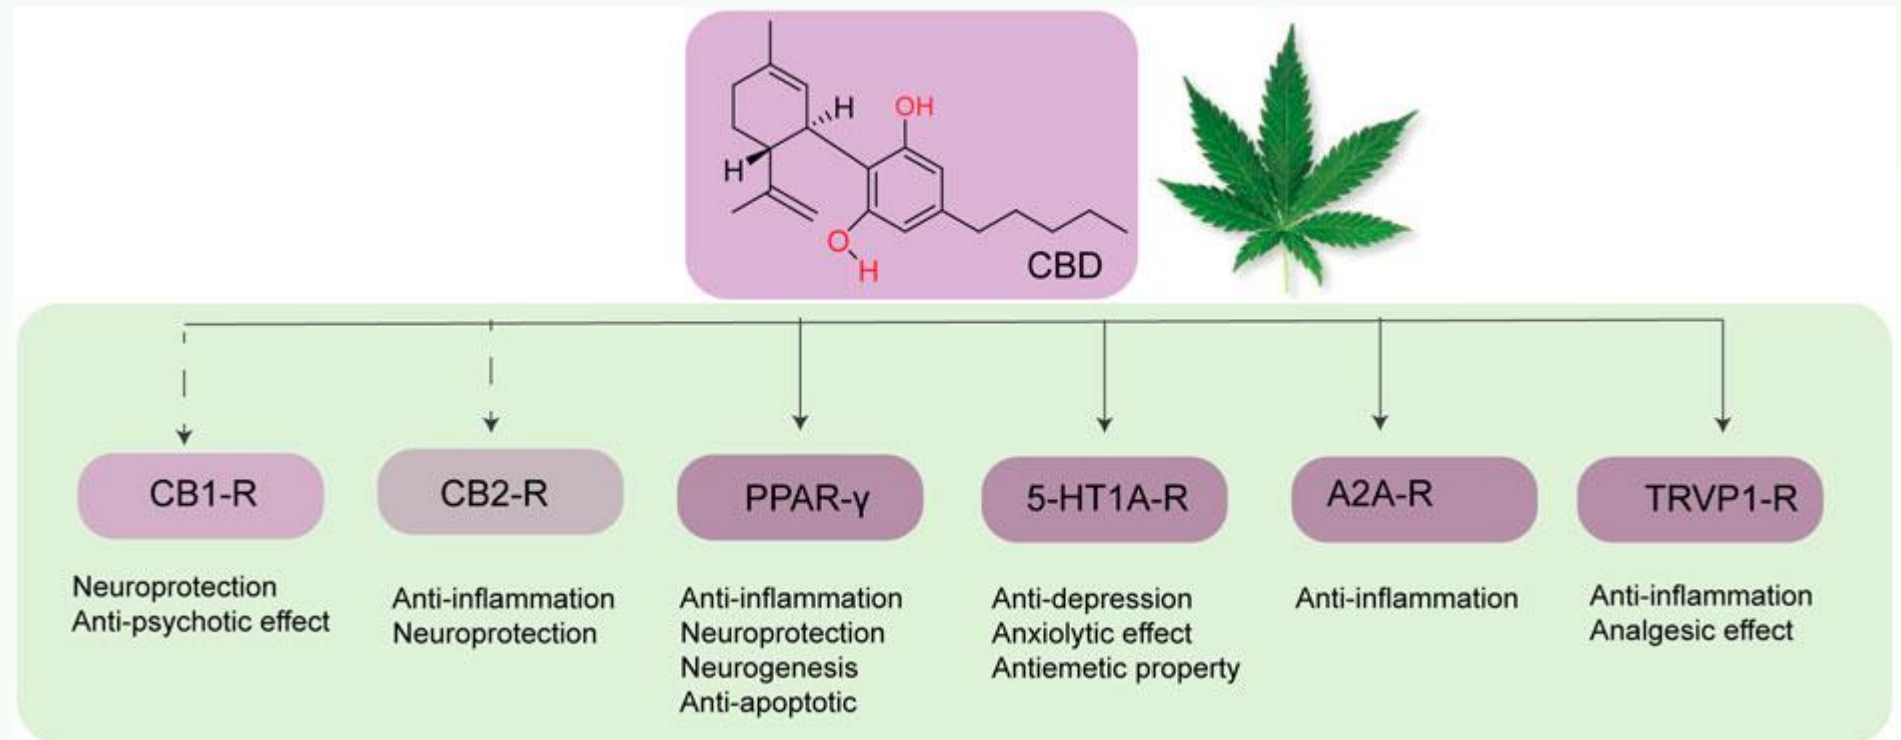 H
OH
H
O
H
CBD
CB1-R
CB2-R
PPAR-γ
5-HT1A-R
A2A-R
TRVP1-R
Neuroprotection
Anti-psychotic effect
Anti-inflammation
Neuroprotection
Anti-inflammation
Neuroprotection
Neurogenesis
Anti-apoptotic
Anti-depression
Anxiolytic effect
Antiemetic property
Anti-inflammation
Anti-inflammation
Analgesic effect